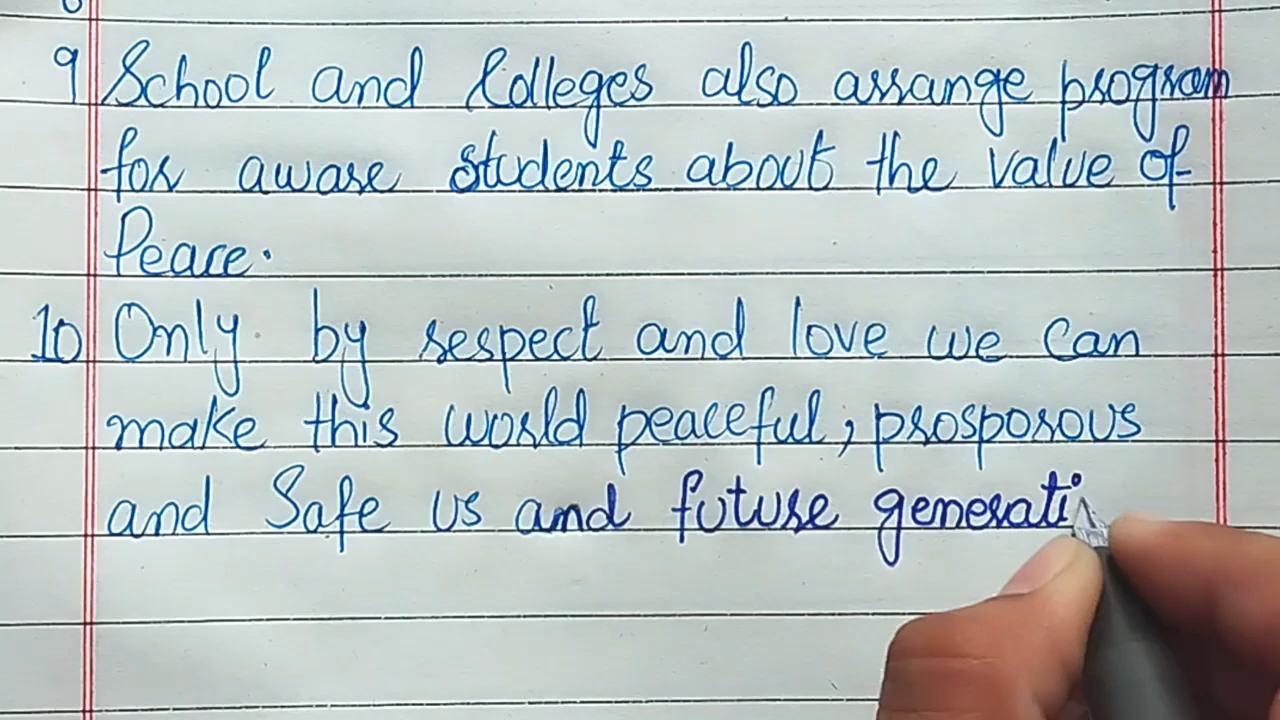 9 School and Colleges also arrange program
for aware students about the value of
Peace.
10 Only by respect and love we can
make this world peaceful, prosporous
and Safe us and future generati